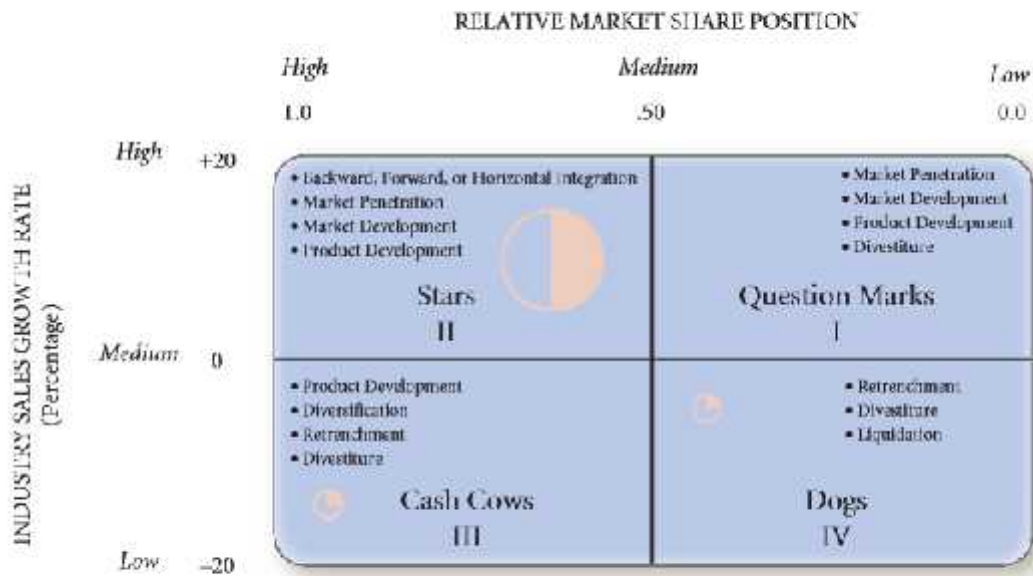 RELATIVE MARKET SHARE POSITION
High Medium Low
1.0 .50 0.0
INDUSTRY SALES GROWTH RATE
(Percentage)
High +20
• Backward, Forward, or Horizontal Integration
• Market Penetration
• Market Development
• Product Development
Stars
II
• Market Penetration
• Market Development
• Product Development
• Divestiture
Question Marks
I
Medium 0
• Product Development
• Diversification
• Retrenchment
• Divestiture
Cash Cows
III
• Retrenchment
• Divestiture
• Liquidation
Dogs
IV
Low –20